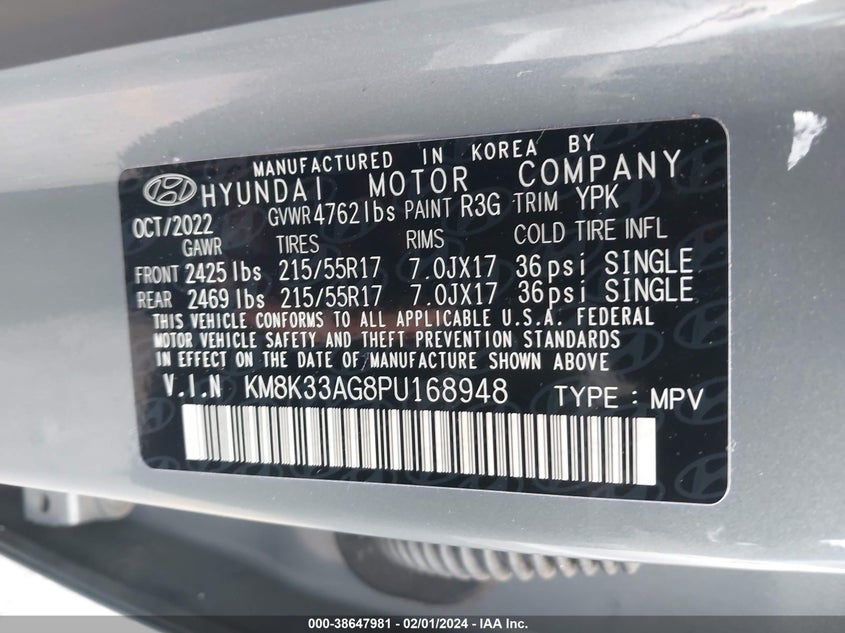 MANUFACTURED IN KOREA BY
HYUNDAI MOTOR COMPANY
OCT/2022 GVWR 4762lbs PAINT R3G TRIM YPK
GAWR TIRES RIMS COLD TIRE INFL
FRONT 2425 lbs 215/55R17 7.0JX17 36psi SINGLE
REAR 2469 lbs 215/55R17 7.0JX17 36psi SINGLE
THIS VEHICLE CONFORMS TO ALL APPLICABLE U.S.A. FEDERAL
MOTOR VEHICLE SAFETY AND THEFT PREVENTION STANDARDS
IN EFFECT ON THE DATE OF MANUFACTURE SHOWN ABOVE
V.I.N KM8K33AG8PU168948 TYPE : MPV
000-38647981 - 02/01/2024 - IAA Inc.